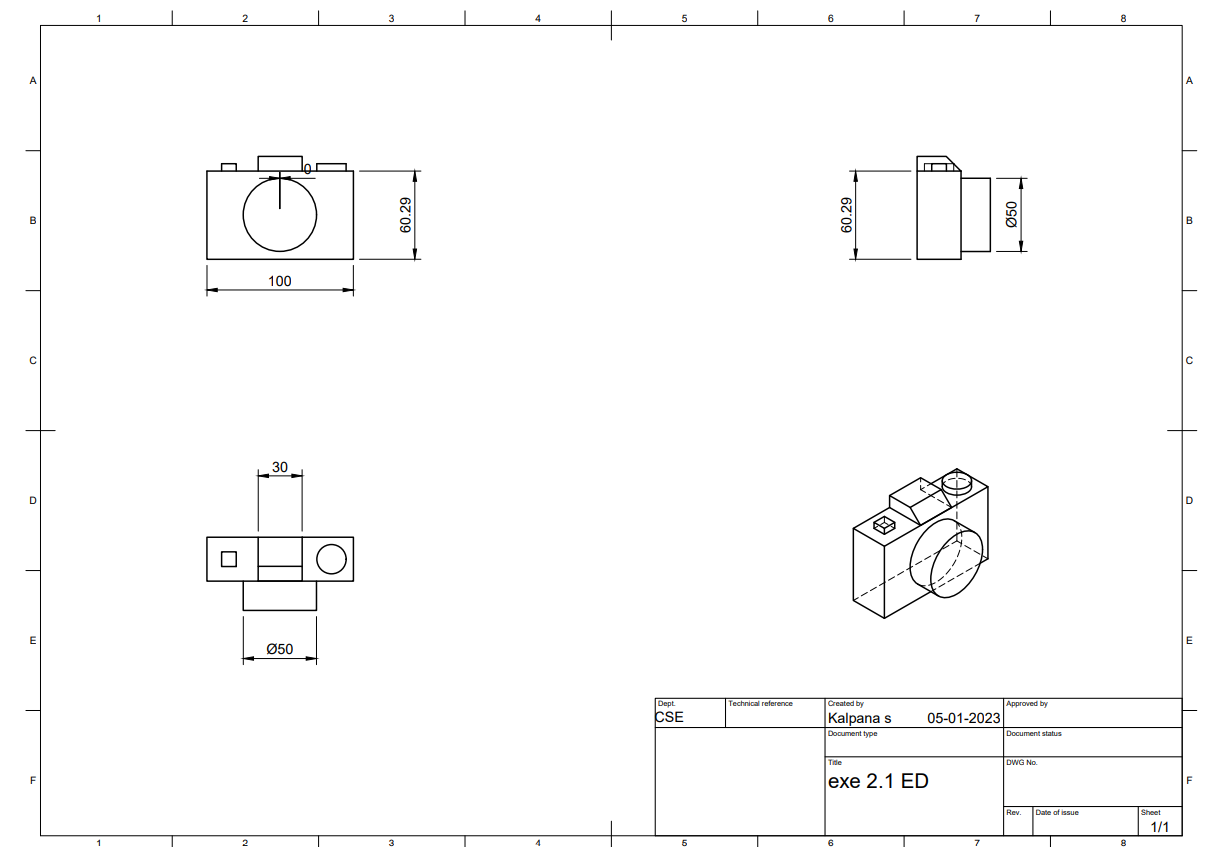 1 2 3 4 5 6 7 8
A A
0
60.29 60.29 Ø50
B B
100
C C
30
D D
E E
Ø50
Dept. Technical reference Created by Approved by
CSE Kalpana s 05-01-2023
Document type Document status
Title DWG No.
exe 2.1 ED
F F
Rev. Date of issue Sheet
1/1
1 2 3 4 5 6 7 8